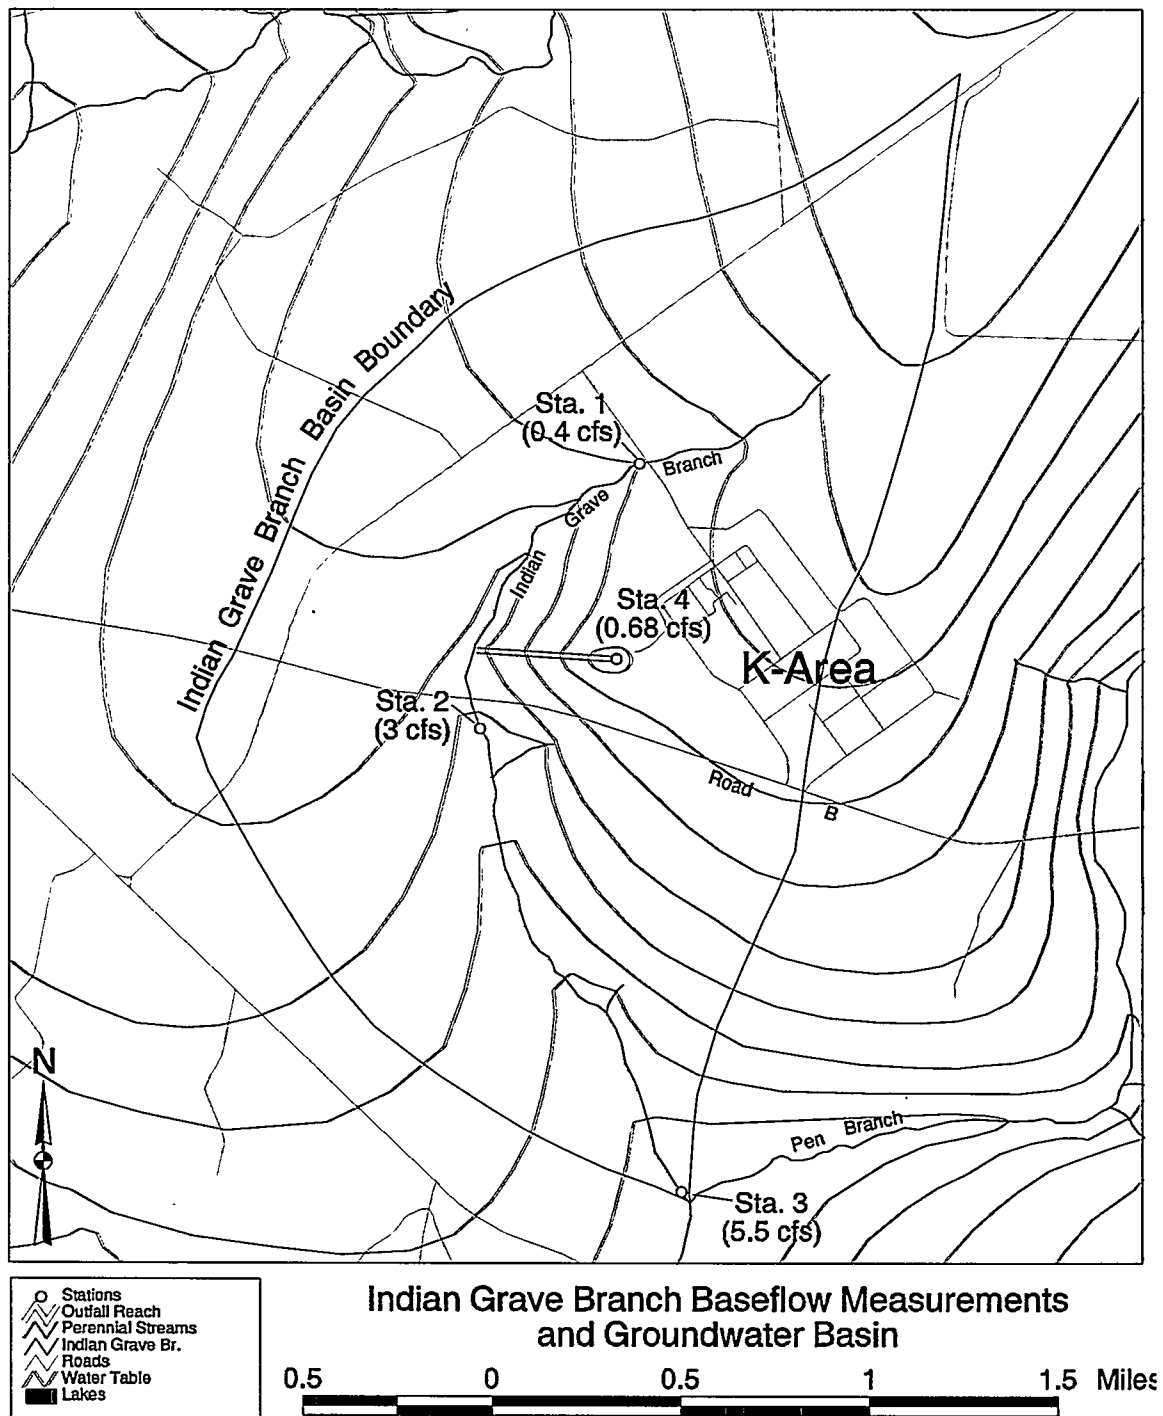 Indian Grave Branch Basin Boundary
Sta. 1
(0.4 cfs)
Branch
Grave
Indian
Sta. 4
(0.68 cfs)
K-Area
Sta. 2
(3 cfs)
Road B
N
Pen Branch
Sta. 3
(5.5 cfs)
Stations
Outfall Reach
Perennial Streams
Indian Grave Br.
Roads
Water Table
Lakes
Indian Grave Branch Baseflow Measurements
and Groundwater Basin
0.5 0 0.5 1 1.5 Miles